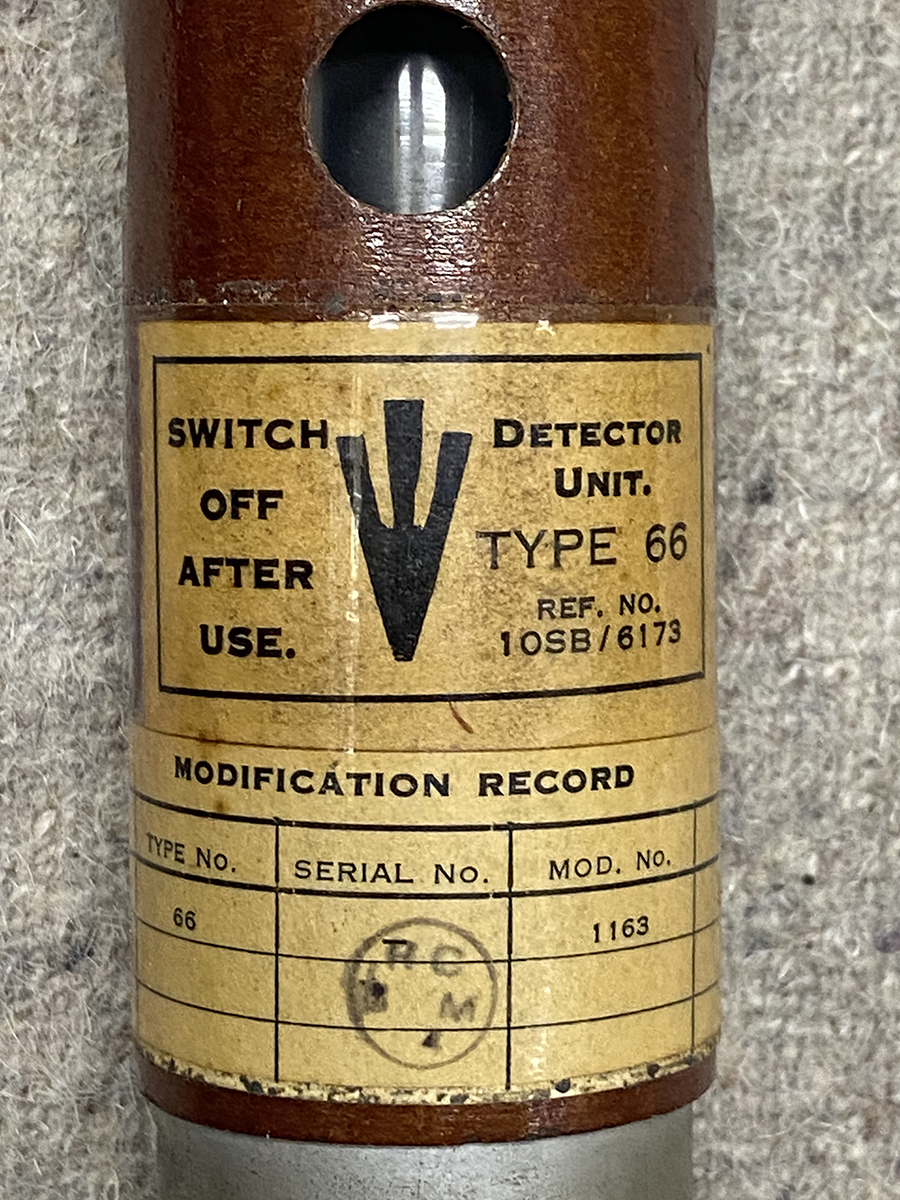 SWITCH
OFF
AFTER
USE.
DETECTOR
UNIT.
TYPE 66
REF. NO.
10SB/6173
MODIFICATION RECORD
TYPE NO. SERIAL NO. MOD. NO.
66 1163
R C
M